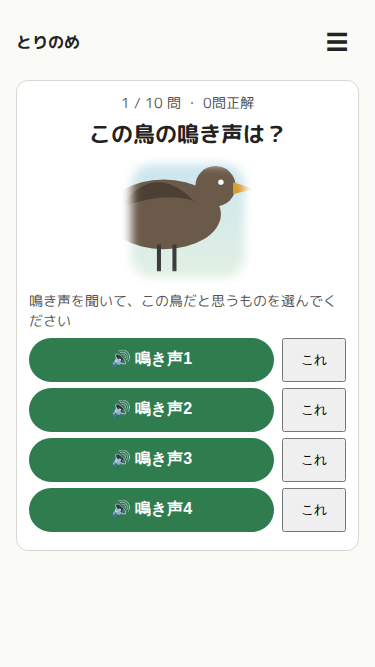 とりのめ
1 / 10 問 ・ 0問正解
この鳥の鳴き声は？
鳴き声を聞いて、この鳥だと思うものを選んでく
ださい
🔊 鳴き声1
これ
🔊 鳴き声2
これ
🔊 鳴き声3
これ
🔊 鳴き声4
これ